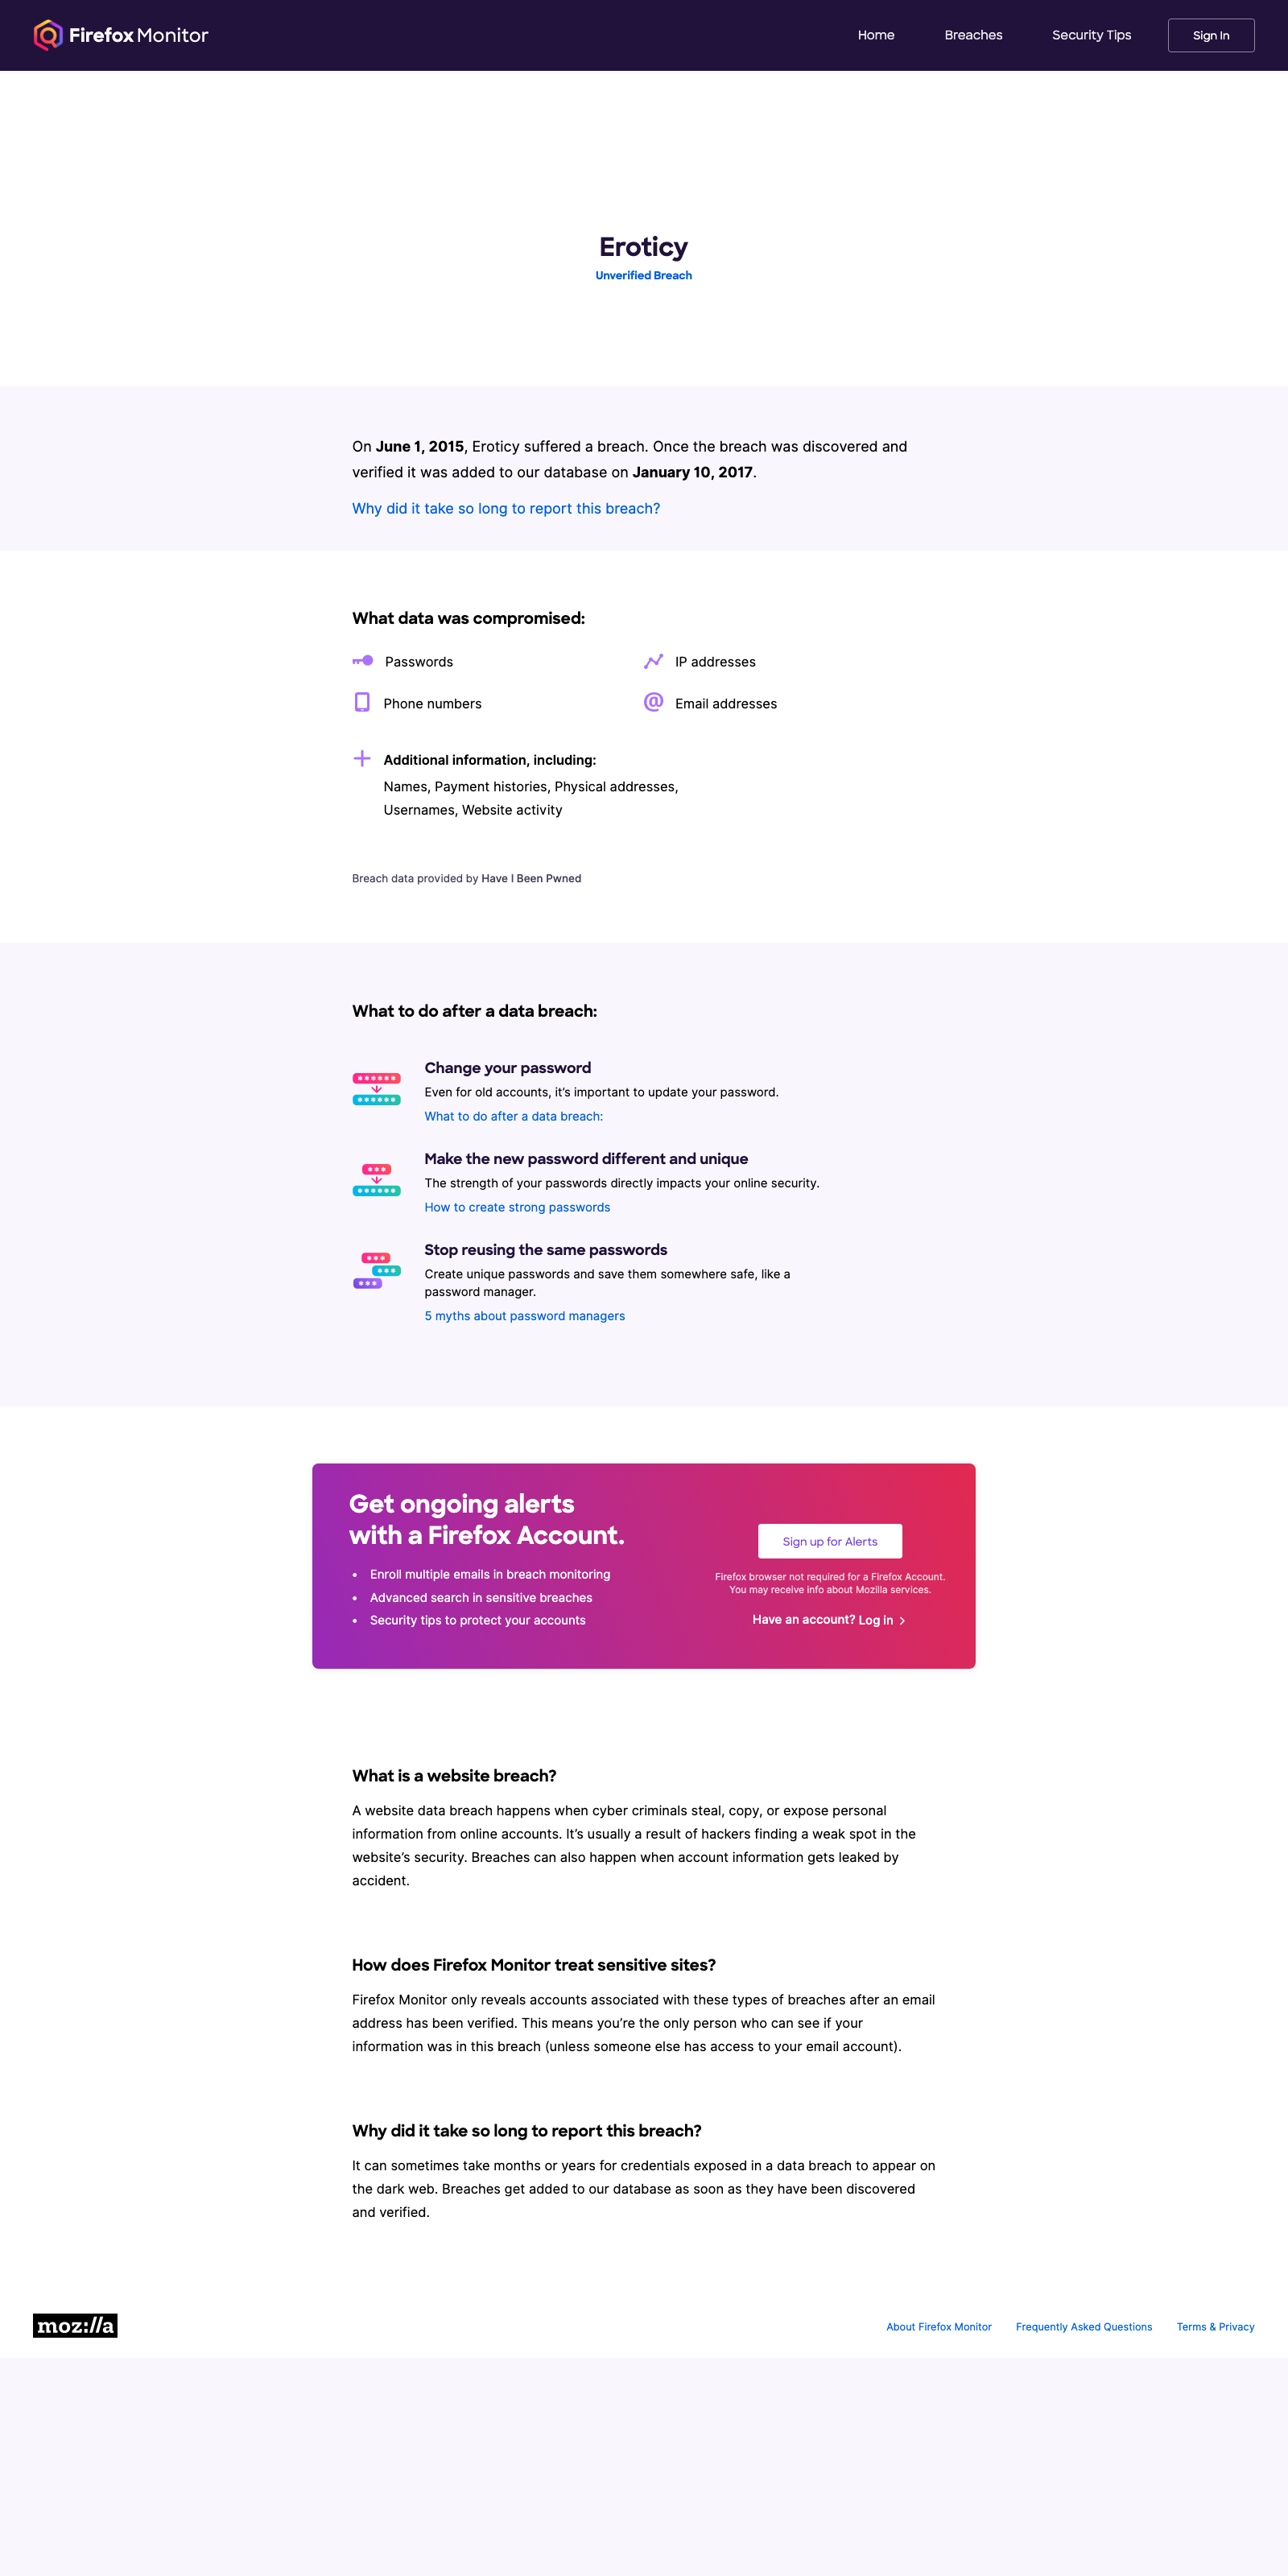 Firefox Monitor
Home Breaches Security Tips Sign In
Eroticy
Unverified Breach
On June 1, 2015, Eroticy suffered a breach. Once the breach was discovered and
verified it was added to our database on January 10, 2017.
Why did it take so long to report this breach?
What data was compromised:
Passwords IP addresses
Phone numbers Email addresses
Additional information, including:
Names, Payment histories, Physical addresses,
Usernames, Website activity
Breach data provided by Have I Been Pwned
What to do after a data breach:
Change your password
Even for old accounts, it’s important to update your password.
What to do after a data breach:
Make the new password different and unique
The strength of your passwords directly impacts your online security.
How to create strong passwords
Stop reusing the same passwords
Create unique passwords and save them somewhere safe, like a
password manager.
5 myths about password managers
Get ongoing alerts
with a Firefox Account.
• Enroll multiple emails in breach monitoring
• Advanced search in sensitive breaches
• Security tips to protect your accounts
Sign up for Alerts
Firefox browser not required for a Firefox Account.
You may receive info about Mozilla services.
Have an account? Log in
What is a website breach?
A website data breach happens when cyber criminals steal, copy, or expose personal
information from online accounts. It’s usually a result of hackers finding a weak spot in the
website’s security. Breaches can also happen when account information gets leaked by
accident.
How does Firefox Monitor treat sensitive sites?
Firefox Monitor only reveals accounts associated with these types of breaches after an email
address has been verified. This means you’re the only person who can see if your
information was in this breach (unless someone else has access to your email account).
Why did it take so long to report this breach?
It can sometimes take months or years for credentials exposed in a data breach to appear on
the dark web. Breaches get added to our database as soon as they have been discovered
and verified.
moz://a
About Firefox Monitor Frequently Asked Questions Terms & Privacy